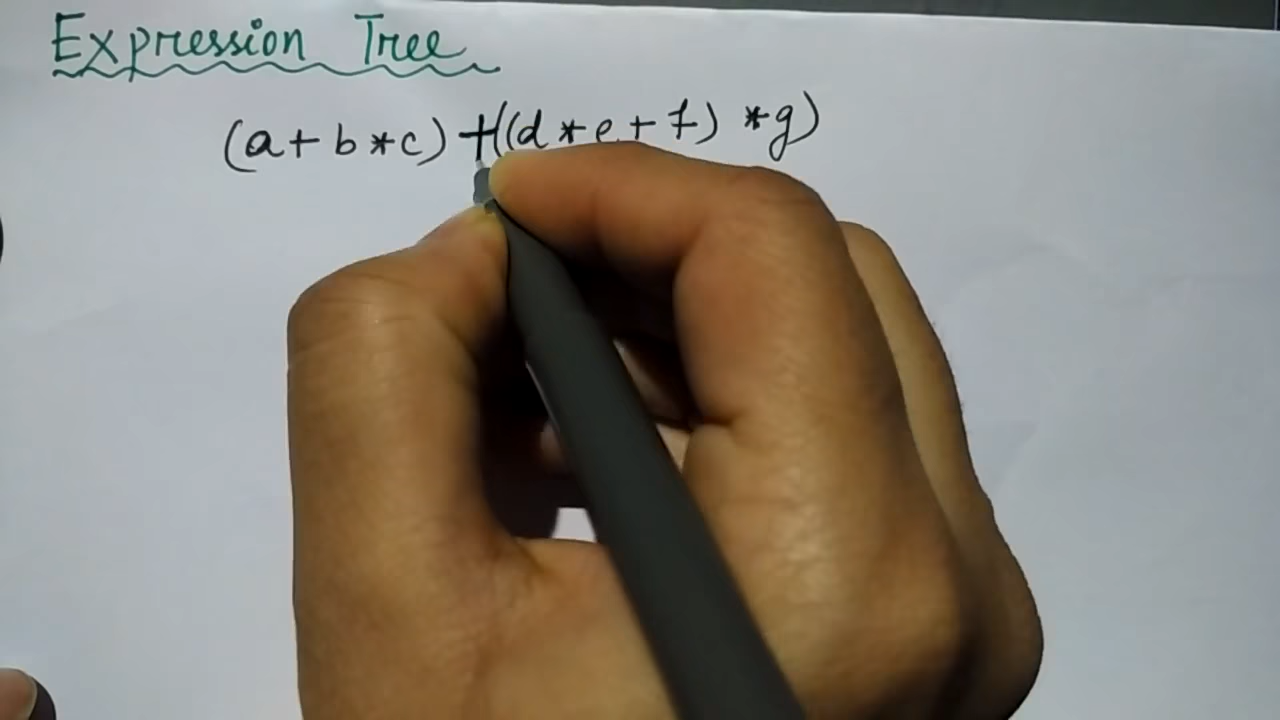 Expression Tree
(a + b * c) + ((d * e + f) * g)